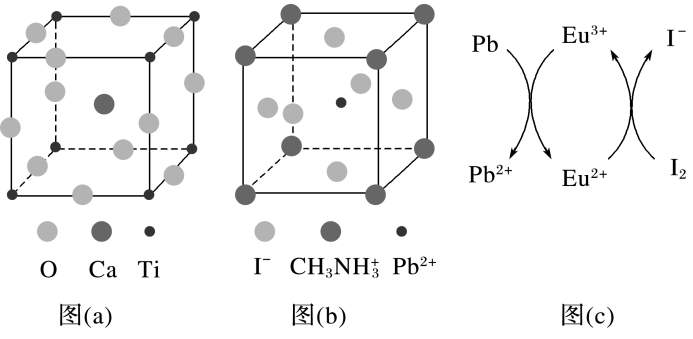 Pb Eu³⁺ I⁻
Pb²⁺ Eu²⁺ I₂
O Ca Ti
I⁻ CH₃NH₃⁺ Pb²⁺
图(a) 图(b) 图(c)